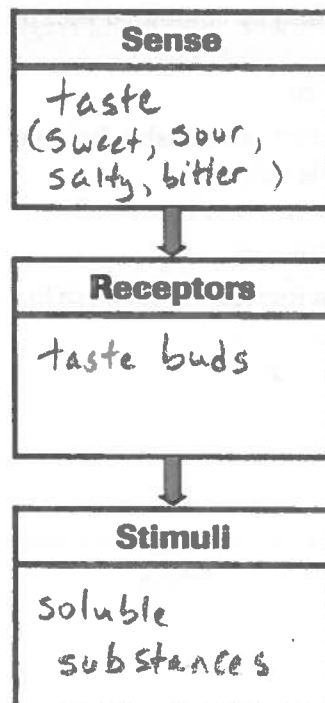 Sense
taste
(sweet, sour,
salty, bitter)
Receptors
taste buds
Stimuli
soluble
substances